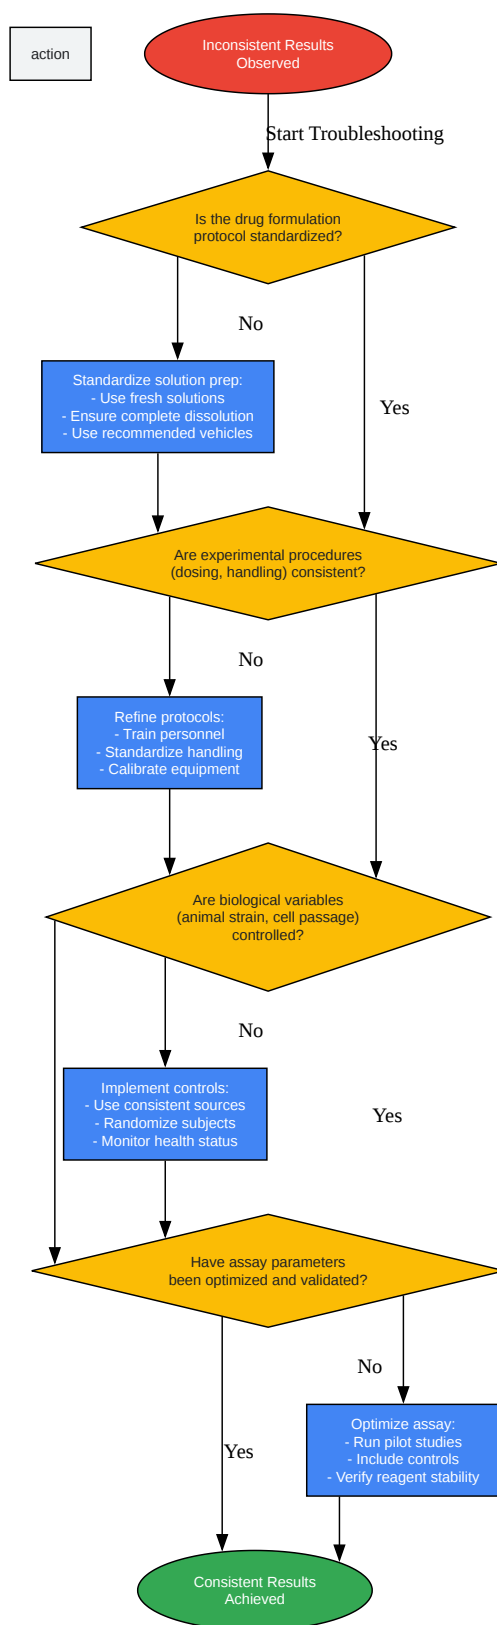 action
Inconsistent Results
Observed
Start Troubleshooting
Is the drug formulation
protocol standardized?
No
Standardize solution prep:
- Use fresh solutions
- Ensure complete dissolution
- Use recommended vehicles
Yes
Are experimental procedures
(dosing, handling) consistent?
No
Refine protocols:
- Train personnel
- Standardize handling
- Calibrate equipment
Yes
Are biological variables
(animal strain, cell passage)
controlled?
No
Implement controls:
- Use consistent sources
- Randomize subjects
- Monitor health status
Yes
Have assay parameters
been optimized and validated?
No
Optimize assay:
- Run pilot studies
- Include controls
- Verify reagent stability
Yes
Consistent Results
Achieved